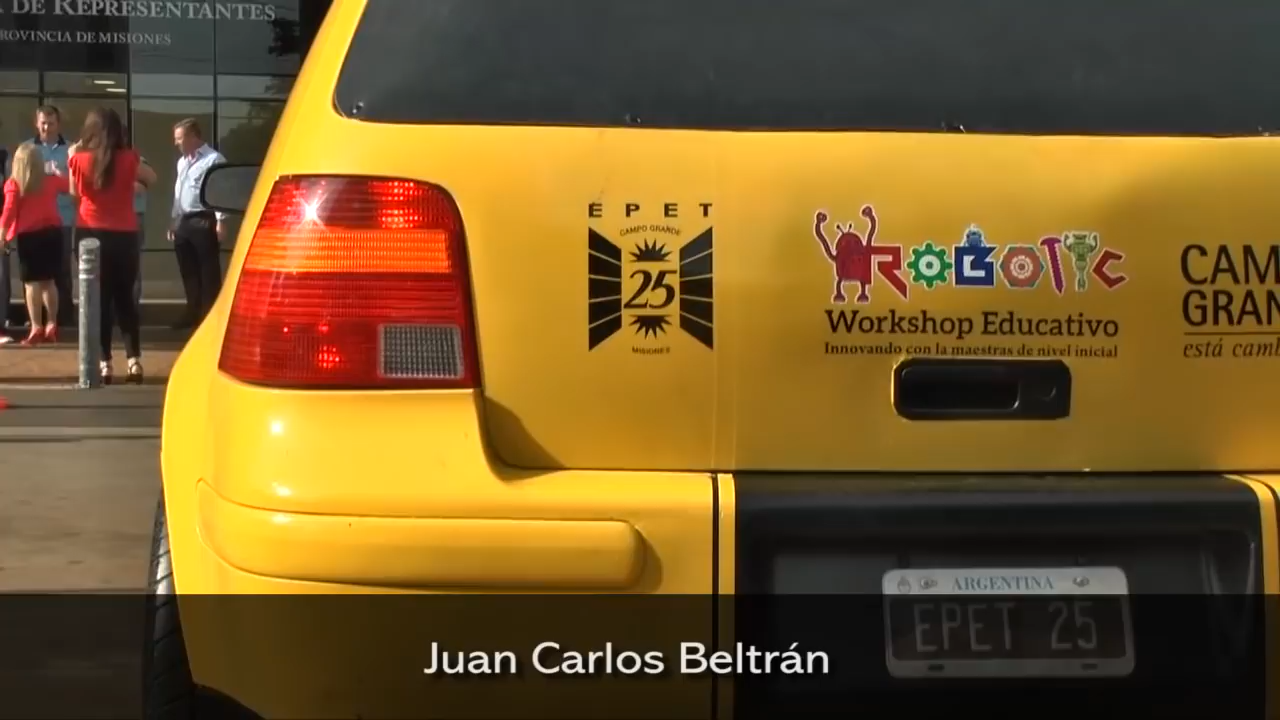 DE REPRESENTANTES
PROVINCIA DE MISIONES
EPET
CAMPO GRANDE
25
MISIONES
ROBOTIC
Workshop Educativo
Innovando con la maestras de nivel inicial
CAM
GRAN
está camb
ARGENTINA
EPET 25
Juan Carlos Beltrán